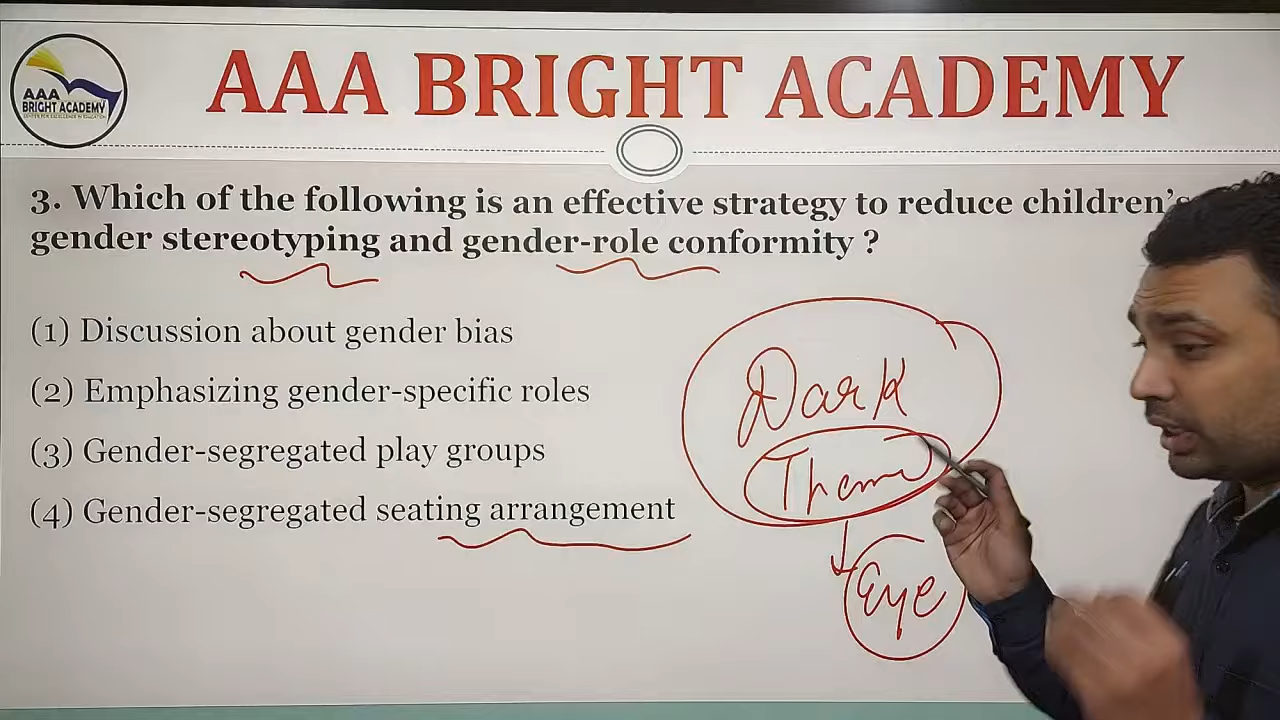 AAA BRIGHT ACADEMY
AAA
BRIGHT ACADEMY
3. Which of the following is an effective strategy to reduce children's
gender stereotyping and gender-role conformity ?
(1) Discussion about gender bias
(2) Emphasizing gender-specific roles
(3) Gender-segregated play groups
(4) Gender-segregated seating arrangement
Dark
Theme
Eye